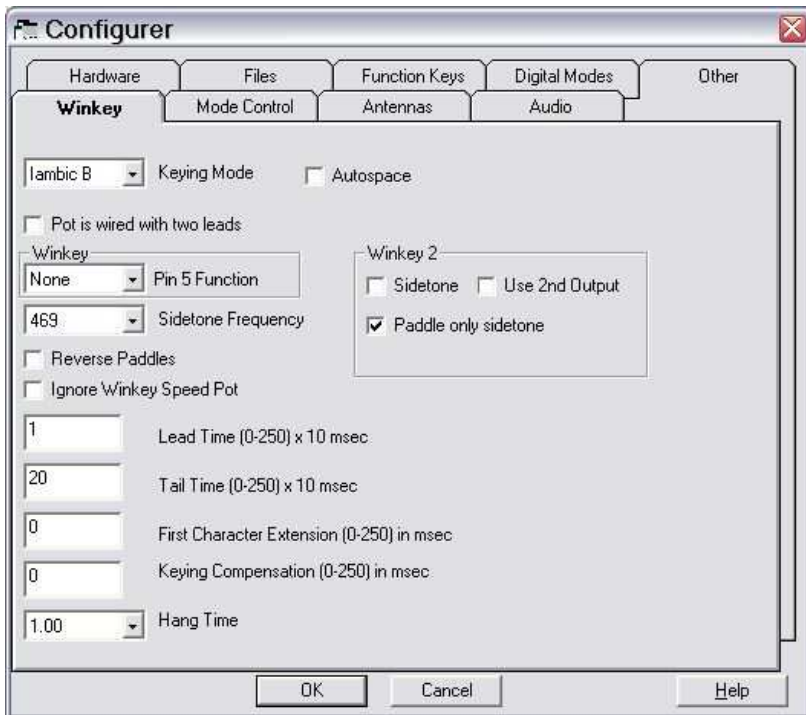 Configurer
Hardware Files Function Keys Digital Modes Other
Winkey Mode Control Antennas Audio
Iambic B Keying Mode Autospace
Pot is wired with two leads
Winkey Winkey 2
None Pin 5 Function Sidetone Use 2nd Output
469 Sidetone Frequency Paddle only sidetone
Reverse Paddles
Ignore Winkey Speed Pot
1 Lead Time (0-250) x 10 msec
20 Tail Time (0-250) x 10 msec
0 First Character Extension (0-250) in msec
0 Keying Compensation (0-250) in msec
1.00 Hang Time
OK Cancel Help